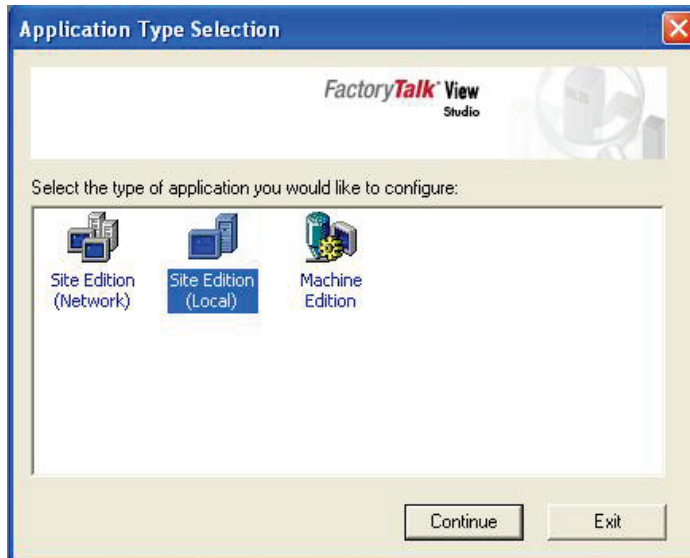 Application Type Selection
FactoryTalk View
Studio
Select the type of application you would like to configure:
Site Edition
(Network)
Site Edition
(Local)
Machine
Edition
Continue
Exit